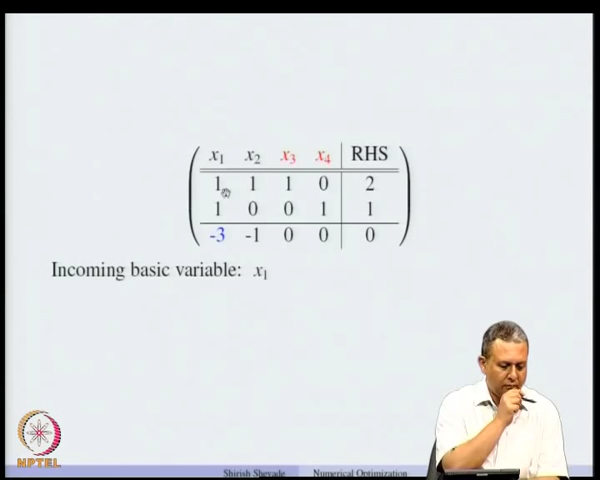 x₁ x₂ x₃ x₄ RHS
1 1 1 0 2
1 0 0 1 1
-3 -1 0 0 0
Incoming basic variable: x₁
NPTEL
Shirish Shevade Numerical Optimization